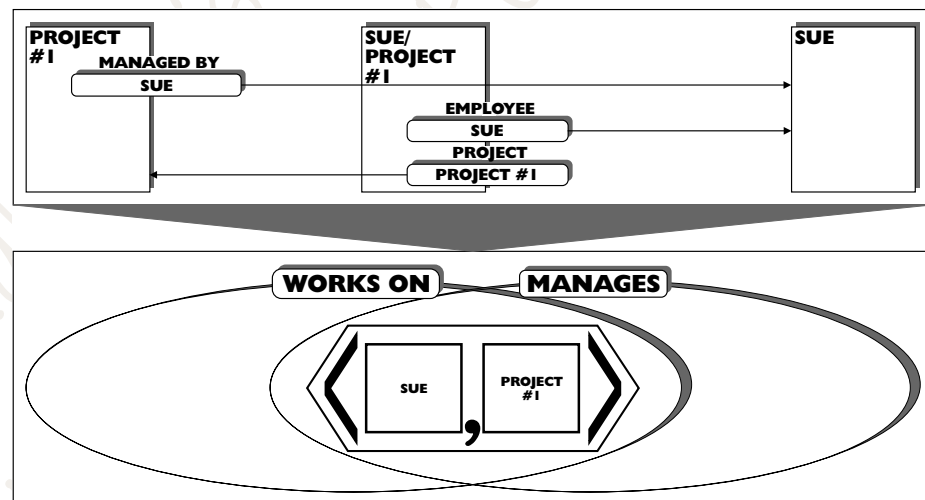 PROJECT
#1
SUE/
PROJECT
#1
SUE
MANAGED BY
SUE
EMPLOYEE
SUE
PROJECT
PROJECT #1
WORKS ON
MANAGES
SUE
,
PROJECT
#1